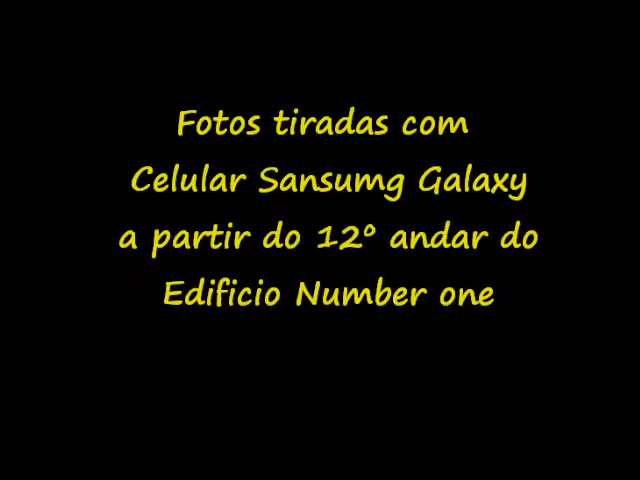 Fotos tiradas com
Celular Sansumg Galaxy
a partir do 12º andar do
Edificio Number one